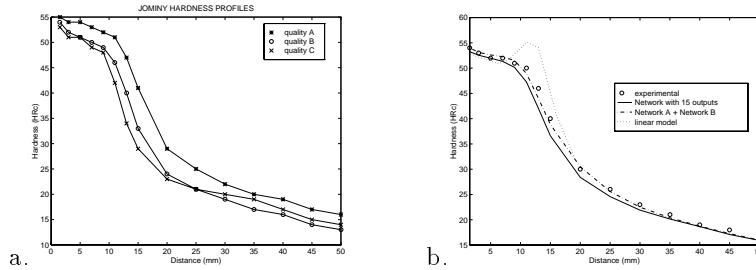 JOMINY HARDNESS PROFILES
55
50
45
40
35
30
25
20
15
10
Hardness (HRc)
quality A
quality B
quality C
0
5
10
15
20
25
30
35
40
45
50
Distance (mm)
a.
60
55
50
45
40
35
30
25
20
15
Hardness (HRc)
experimental
Network with 15 outputs
Network A + Network B
linear model
5
10
15
20
25
30
35
40
45
Distance (mm)
b.